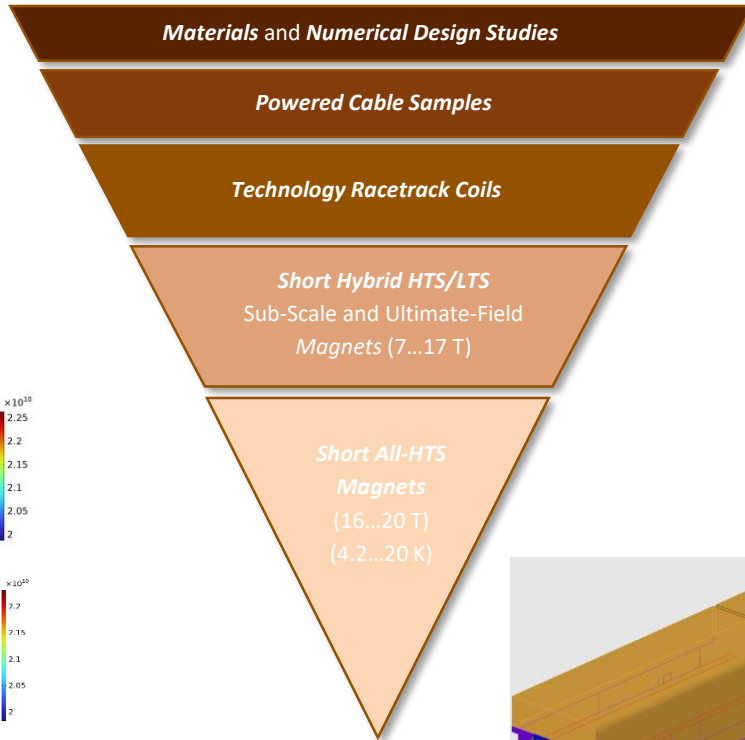 Materials and Numerical Design Studies
Powered Cable Samples
Technology Racetrack Coils
Short Hybrid HTS/LTS
Sub-Scale and Ultimate-Field
Magnets (7...17 T)
Short All-HTS
Magnets
(16...20 T)
(4.2...20 K)
×10¹⁰
2.25
2.2
2.15
2.1
2.05
2
×10¹⁰
2.2
2.15
2.1
2.05
2